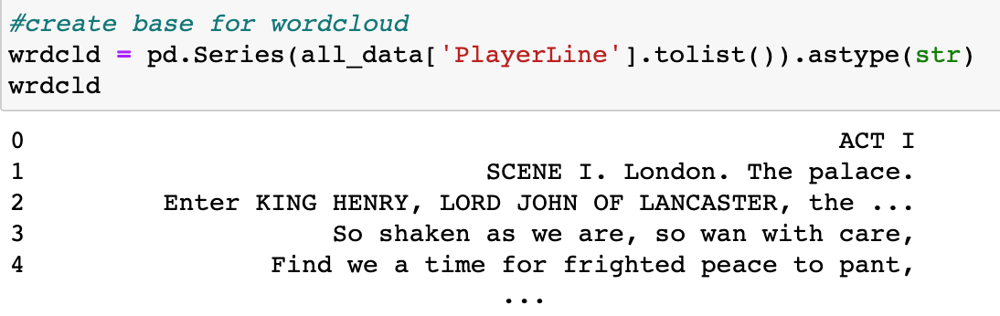 #create base for wordcloud
wrdcld = pd.Series(all_data['PlayerLine'].tolist()).astype(str)
wrdcld
0 ACT I
1 SCENE I. London. The palace.
2 Enter KING HENRY, LORD JOHN OF LANCASTER, the ...
3 So shaken as we are, so wan with care,
4 Find we a time for frighted peace to pant,
...